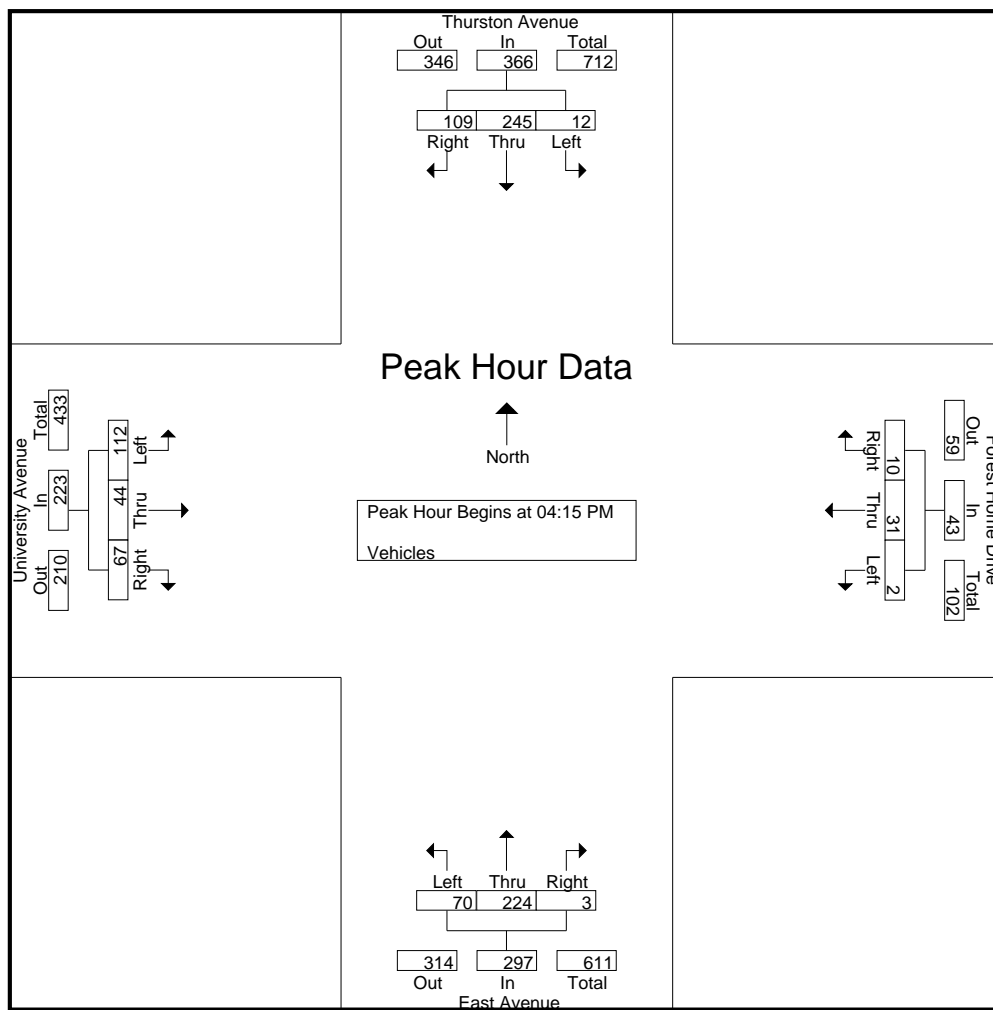 Thurston Avenue
Out In Total
346 366 712
109 245 12
Right Thru Left
Peak Hour Data
North
Peak Hour Begins at 04:15 PM
Vehicles
University Avenue
Out In Total
210 223 433
112 44 67
Left Thru Right
Forest Home Drive
Out In Total
59 43 102
10 31 2
Right Thru Left
Left Thru Right
70 224 3
314 297 611
Out In Total
East Avenue